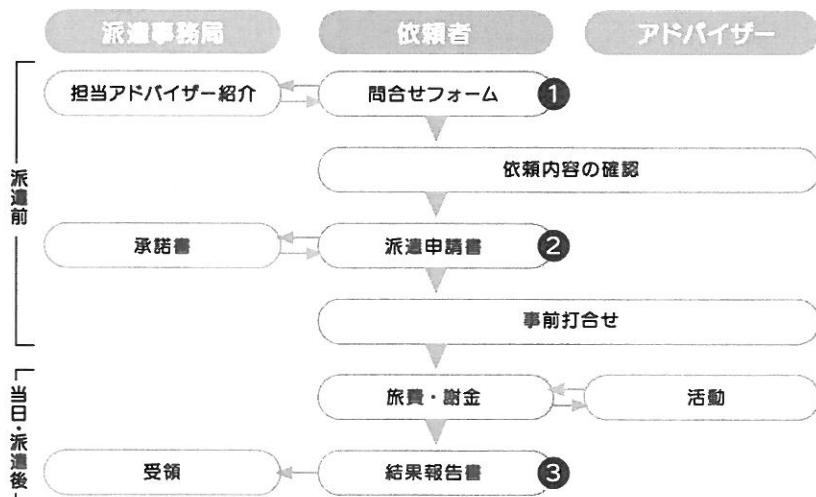 派遣事務局 依頼者 アドバイザー
派遣前
担当アドバイザー紹介 問合せフォーム 1
依頼内容の確認
承諾書 派遣申請書 2
事前打合せ
当日・派遣後
旅費・謝金 活動
受領 結果報告書 3